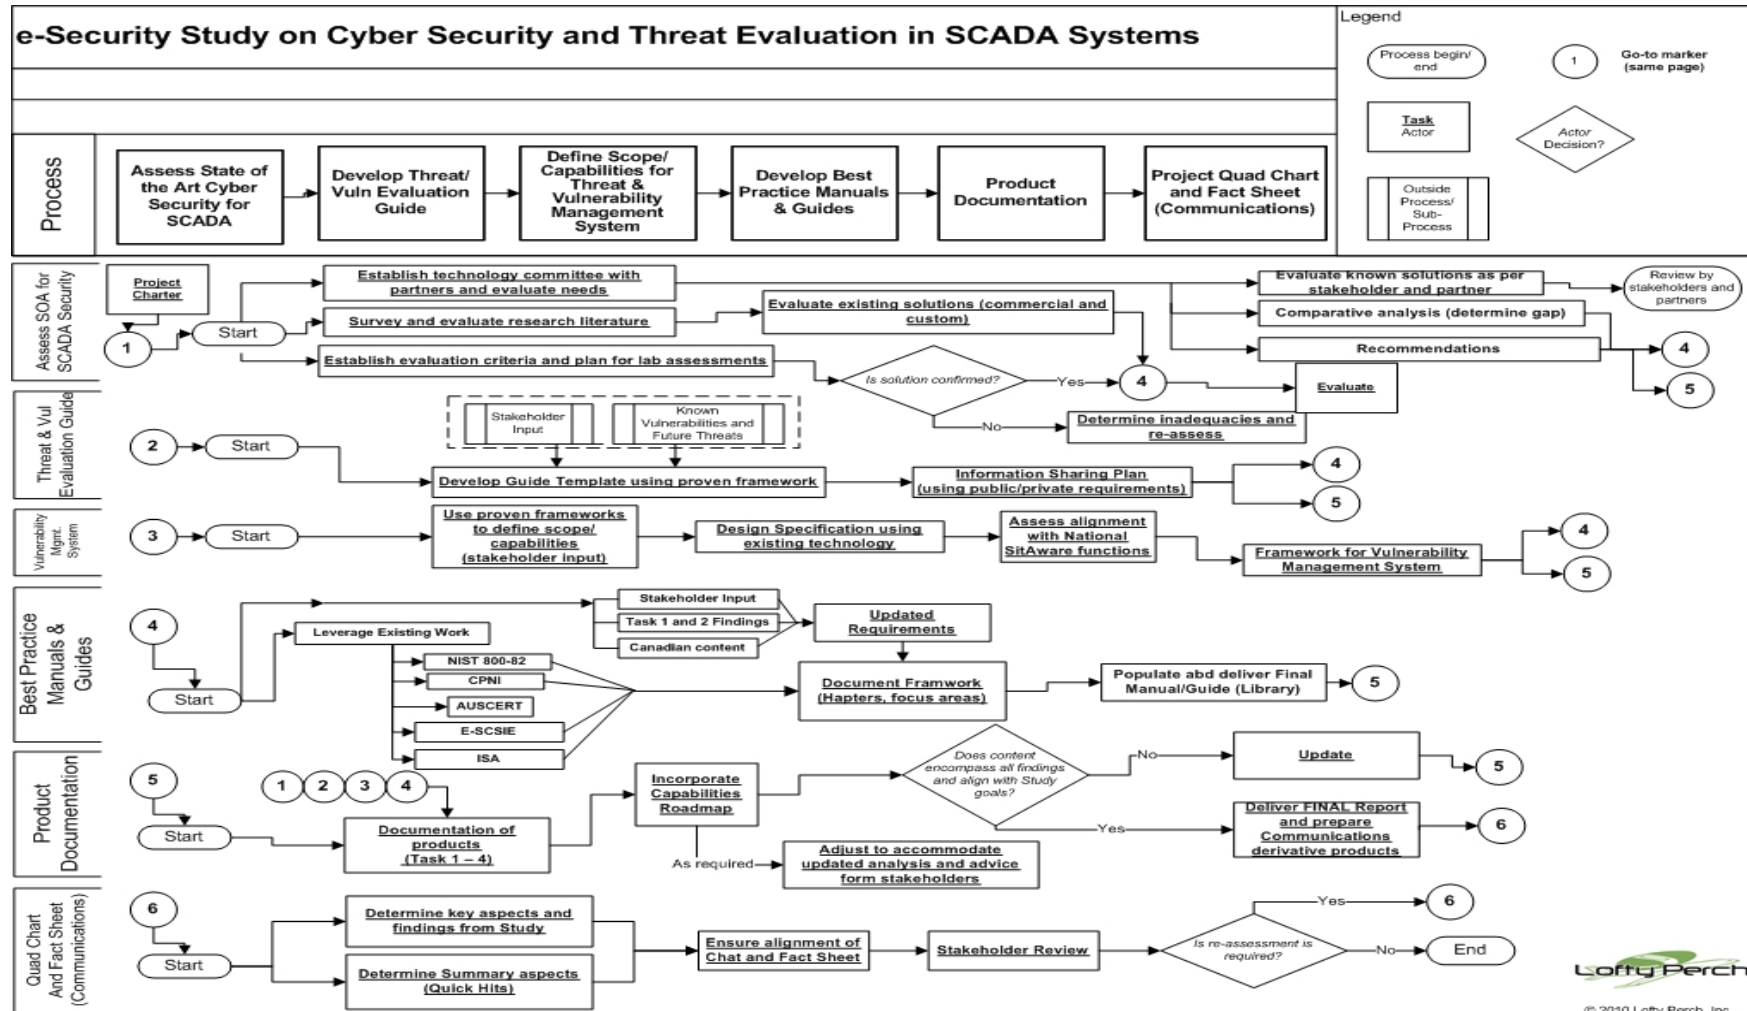 e-Security Study on Cyber Security and Threat Evaluation in SCADA Systems
Legend
Process begin/
end
1
Go-to marker
(same page)
Task
Actor
Actor
Decision?
Outside
Process/
Sub-
Process
Process
Assess State of
the Art Cyber
Security for
SCADA
Develop Threat/
Vuln Evaluation
Guide
Define Scope/
Capabilities for
Threat &
Vulnerability
Management
System
Develop Best
Practice Manuals
& Guides
Product
Documentation
Project Quad Chart
and Fact Sheet
(Communications)
Assess SOA for
SCADA Security
Project
Charter
1
Start
Establish technology committee with
partners and evaluate needs
Survey and evaluate research literature
Establish evaluation criteria and plan for lab assessments
Evaluate existing solutions (commercial and
custom)
Is solution confirmed?
Yes
4
No
Determine inadequacies and
re-assess
Evaluate
Evaluate known solutions as per
stakeholder and partner
Comparative analysis (determine gap)
Recommendations
Review by
stakeholders and
partners
4
5
Threat & Vul
Evaluation Guide
2
Start
Stakeholder
Input
Known
Vulnerabilities and
Future Threats
Develop Guide Template using proven framework
Information Sharing Plan
(using public/private requirements)
4
5
Vulnerability
Mgmt.
System
3
Start
Use proven frameworks
to define scope/
capabilities
(stakeholder input)
Design Specification using
existing technology
Assess alignment
with National
SitAware functions
Framework for Vulnerability
Management System
4
5
Best Practice
Manuals &
Guides
4
Start
Leverage Existing Work
NIST 800-82
CPNI
AUSCERT
E-SCSIE
ISA
Stakeholder Input
Task 1 and 2 Findings
Canadian content
Updated
Requirements
Document Framwork
(Hapters, focus areas)
Populate abd deliver Final
Manual/Guide (Library)
5
Product
Documentation
5
Start
1
2
3
4
Documentation of
products
(Task 1 – 4)
Incorporate
Capabilities
Roadmap
As required
Adjust to accommodate
updated analysis and advice
form stakeholders
Does content
encompass all findings
and align with Study
goals?
No
Update
5
Yes
Deliver FINAL Report
and prepare
Communications
derivative products
6
Quad Chart
And Fact Sheet
(Communications)
6
Start
Determine key aspects and
findings from Study
Determine Summary aspects
(Quick Hits)
Ensure alignment of
Chat and Fact Sheet
Stakeholder Review
Is re-assessment is
required?
Yes
6
No
End
Lofty Perch
© 2010 Lofty Perch, Inc